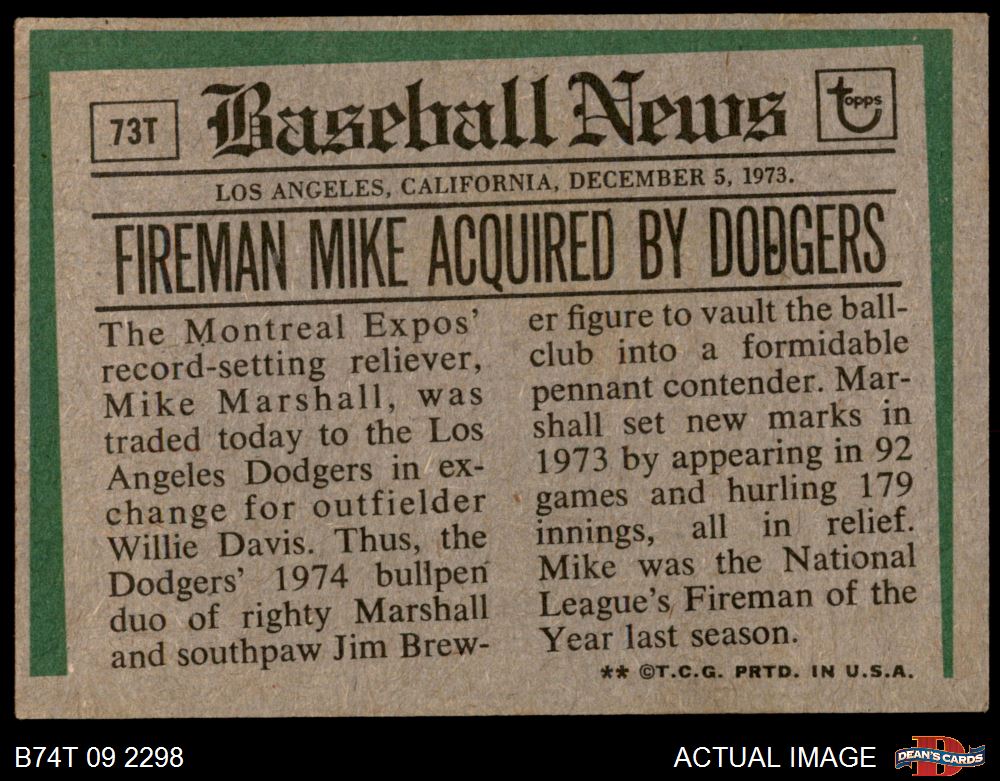 73T
Baseball News
topps
LOS ANGELES, CALIFORNIA, DECEMBER 5, 1973.
FIREMAN MIKE ACQUIRED BY DODGERS
The Montreal Expos'
record-setting reliever,
Mike Marshall, was
traded today to the Los
Angeles Dodgers in ex-
change for outfielder
Willie Davis. Thus, the
Dodgers' 1974 bullpen
duo of righty Marshall
and southpaw Jim Brew-
er figure to vault the ball-
club into a formidable
pennant contender. Mar-
shall set new marks in
1973 by appearing in 92
games and hurling 179
innings, all in relief.
Mike was the National
League's Fireman of the
Year last season.
** ©T.C.G. PRTD. IN U.S.A.
B74T 09 2298
ACTUAL IMAGE
D
DEAN'S CARDS